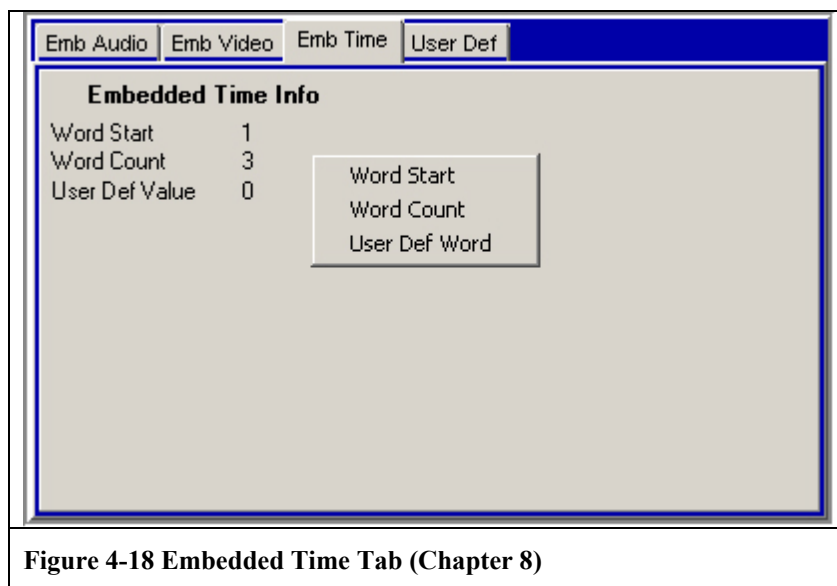 Emb Audio Emb Video Emb Time User Def
Embedded Time Info
Word Start 1
Word Count 3
User Def Value 0
Word Start
Word Count
User Def Word
Figure 4-18 Embedded Time Tab (Chapter 8)